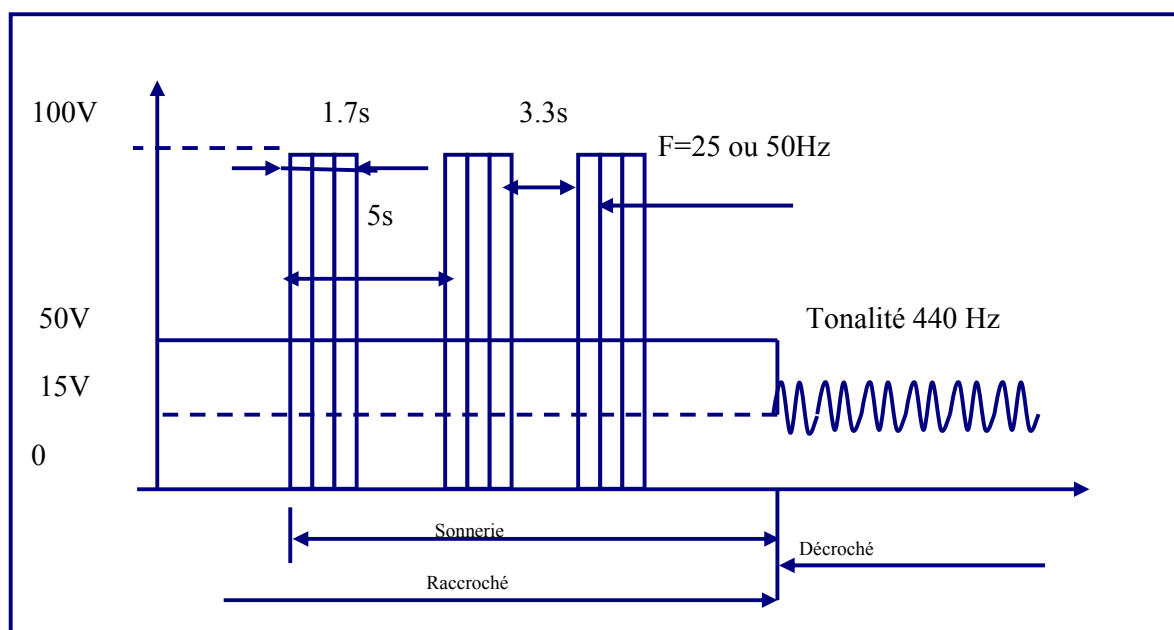 100V
1.7s
3.3s
F=25 ou 50Hz
5s
50V
Tonalité 440 Hz
15V
0
Sonnerie
Décroché
Raccroché